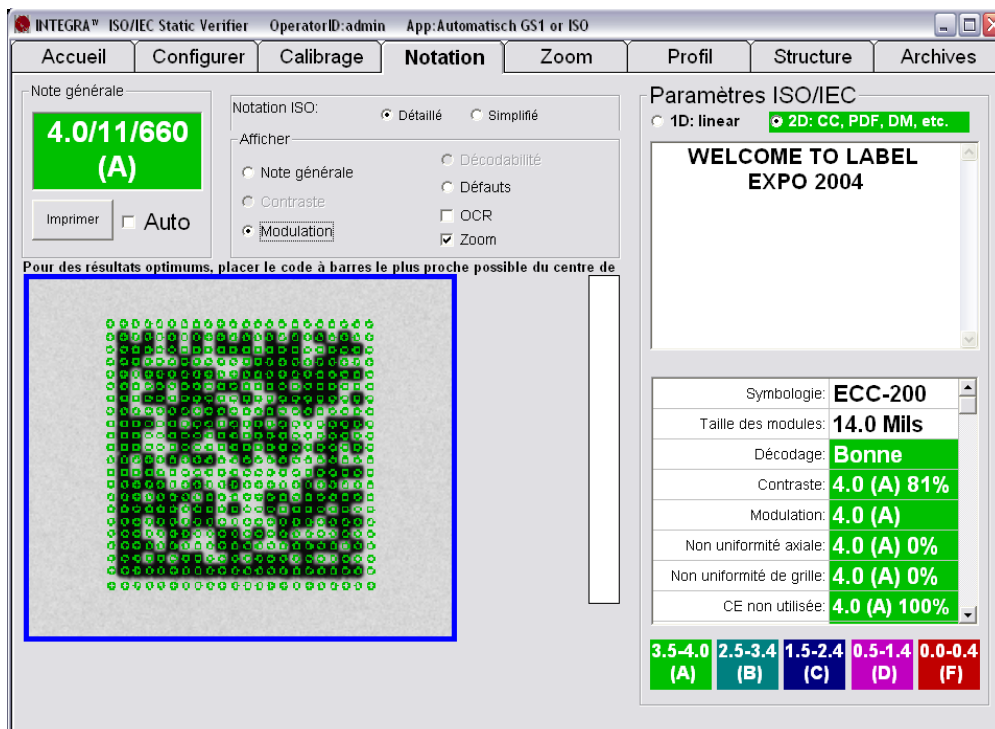 INTEGRA™ ISO/IEC Static Verifier OperatorID:admin App:Automatisch GS1 or ISO
Accueil Configurer Calibrage Notation Zoom Profil Structure Archives
Note générale
4.0/11/660
(A)
Imprimer
Auto
Notation ISO:
Détaillé
Simplifié
Afficher
Note générale
Contraste
Modulation
Décodabilité
Défauts
OCR
Zoom
Pour des résultats optimums, placer le code à barres le plus proche possible du centre de
Paramètres ISO/IEC
1D: linear
2D: CC, PDF, DM, etc.
WELCOME TO LABEL
EXPO 2004
Symbologie: ECC-200
Taille des modules: 14.0 Mils
Décodage: Bonne
Contraste: 4.0 (A) 81%
Modulation: 4.0 (A)
Non uniformité axiale: 4.0 (A) 0%
Non uniformité de grille: 4.0 (A) 0%
CE non utilisée: 4.0 (A) 100%
3.5-4.0 2.5-3.4 1.5-2.4 0.5-1.4 0.0-0.4
(A) (B) (C) (D) (F)